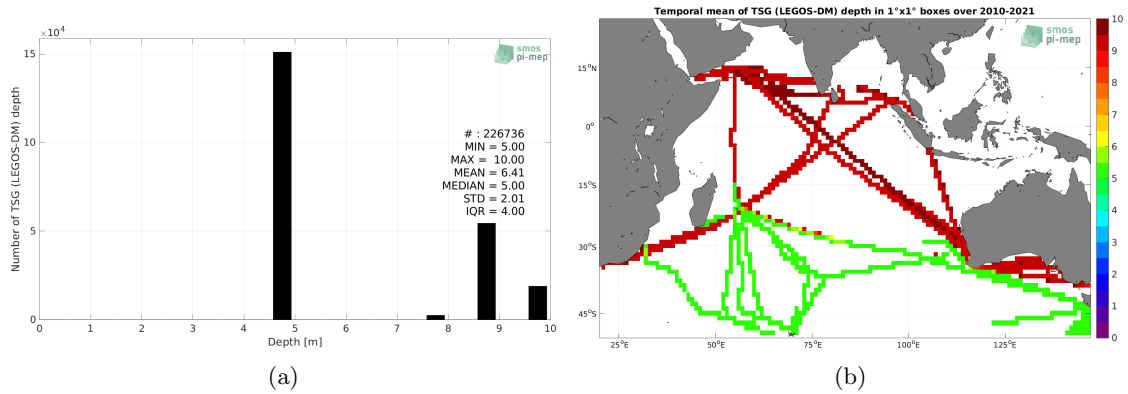 ×10⁴
smos
pi-mep
15
10
5
0
Number of TSG (LEGOS-DM) depth
# : 226736
MIN = 5.00
MAX = 10.00
MEAN = 6.41
MEDIAN = 5.00
STD = 2.01
IQR = 4.00
0 1 2 3 4 5 6 7 8 9 10
Depth [m]
(a)
Temporal mean of TSG (LEGOS-DM) depth in 1°x1° boxes over 2010-2021
smos
pi-mep
15°N
0°
15°S
30°S
45°S
25°E 50°E 75°E 100°E 125°E
10
9
8
7
6
5
4
3
2
1
0
(b)